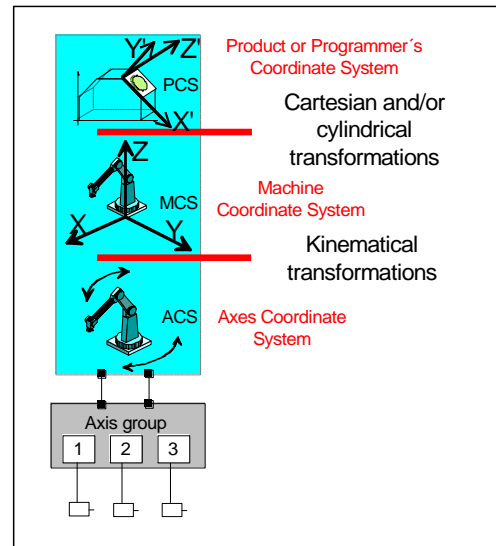 Y' Z'
PCS
X'
Product or Programmer´s
Coordinate System
Cartesian and/or
cylindrical
transformations
Z
MCS
X Y
Machine
Coordinate System
Kinematical
transformations
ACS
Axes Coordinate
System
Axis group
1 2 3